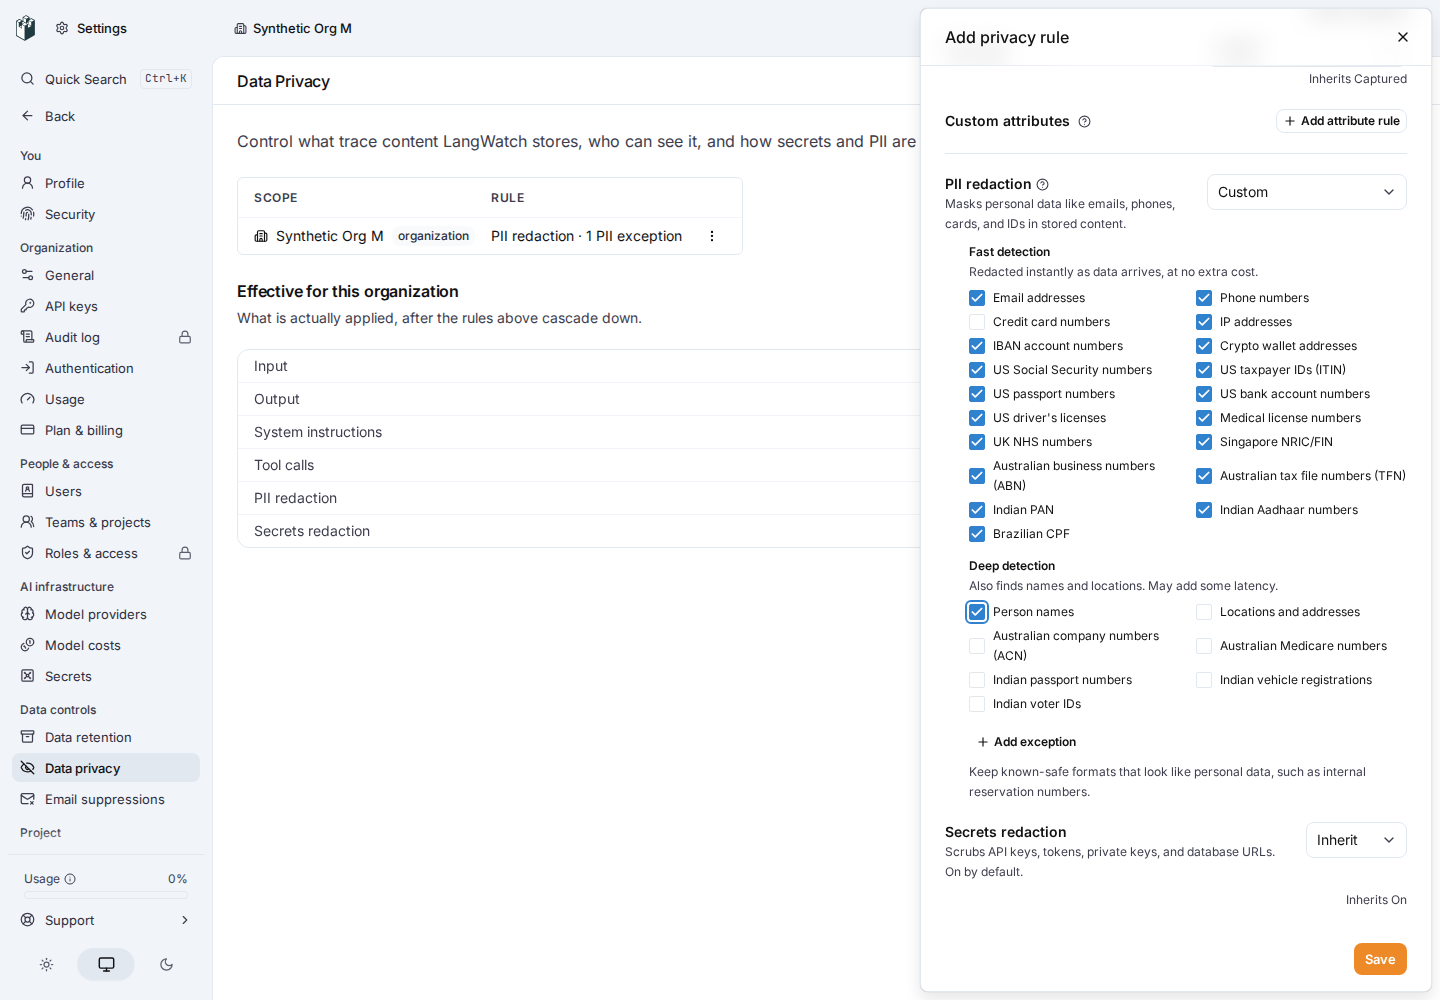 Settings
Synthetic Org M
Quick Search
Ctrl+K
Back
You
Profile
Security
Organization
General
API keys
Audit log
Authentication
Usage
Plan & billing
People & access
Users
Teams & projects
Roles & access
AI infrastructure
Model providers
Model costs
Secrets
Data controls
Data retention
Data privacy
Email suppressions
Project
Usage
0%
Support
Data Privacy
Control what trace content LangWatch stores, who can see it, and how secrets and PII are
SCOPE
RULE
Synthetic Org M
organization
PII redaction · 1 PII exception
Effective for this organization
What is actually applied, after the rules above cascade down.
Input
Output
System instructions
Tool calls
PII redaction
Secrets redaction
Add privacy rule
Inherits Captured
Custom attributes
Add attribute rule
PII redaction
Custom
Masks personal data like emails, phones,
cards, and IDs in stored content.
Fast detection
Redacted instantly as data arrives, at no extra cost.
Email addresses
Phone numbers
Credit card numbers
IP addresses
IBAN account numbers
Crypto wallet addresses
US Social Security numbers
US taxpayer IDs (ITIN)
US passport numbers
US bank account numbers
US driver's licenses
Medical license numbers
UK NHS numbers
Singapore NRIC/FIN
Australian business numbers
(ABN)
Australian tax file numbers (TFN)
Indian PAN
Indian Aadhaar numbers
Brazilian CPF
Deep detection
Also finds names and locations. May add some latency.
Person names
Locations and addresses
Australian company numbers
(ACN)
Australian Medicare numbers
Indian passport numbers
Indian vehicle registrations
Indian voter IDs
Add exception
Keep known-safe formats that look like personal data, such as internal
reservation numbers.
Secrets redaction
Inherit
Scrubs API keys, tokens, private keys, and database URLs.
On by default.
Inherits On
Save